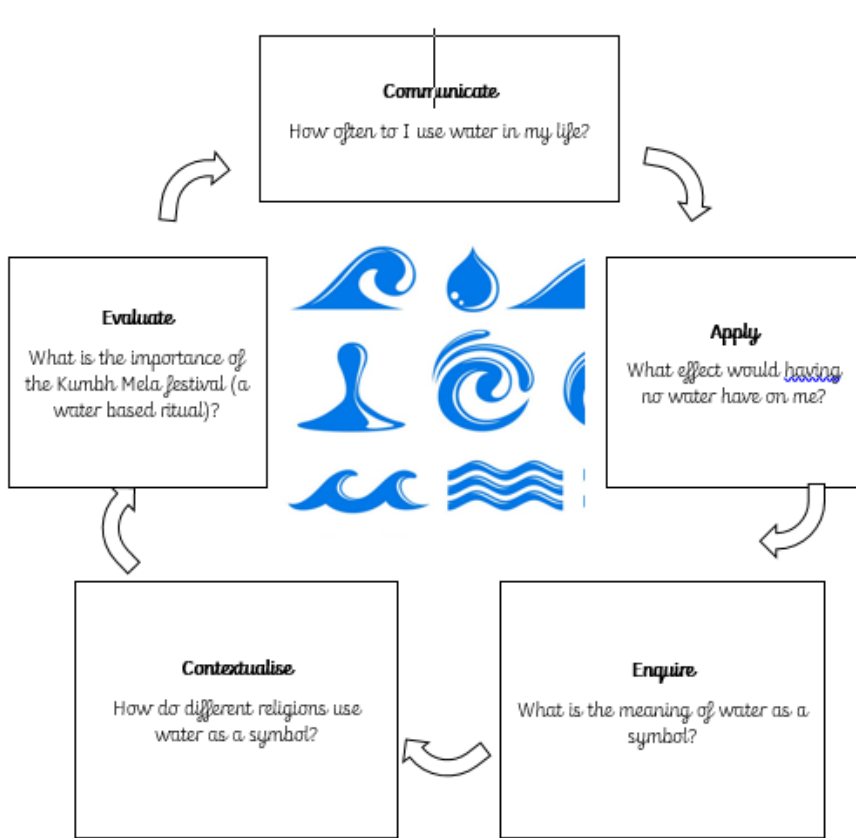 Communicate
How often to I use water in my life?
Apply
What effect would having
no water have on me?
Enquire
What is the meaning of water as a
symbol?
Contextualise
How do different religions use
water as a symbol?
Evaluate
What is the importance of
the Kumbh Mela festival (a
water based ritual)?